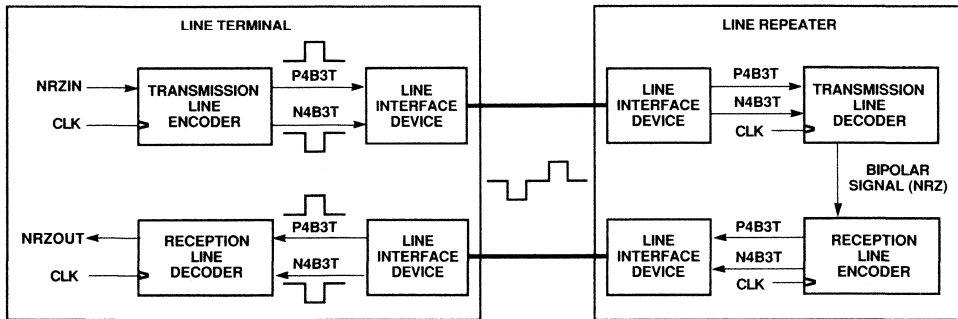 LINE TERMINAL
NRZIN
CLK
TRANSMISSION
LINE
ENCODER
P4B3T
N4B3T
LINE
INTERFACE
DEVICE
NRZOUT
CLK
RECEPTION
LINE
DECODER
P4B3T
N4B3T
LINE
INTERFACE
DEVICE
LINE REPEATER
LINE
INTERFACE
DEVICE
P4B3T
N4B3T
CLK
TRANSMISSION
LINE
DECODER
BIPOLAR
SIGNAL (NRZ)
LINE
INTERFACE
DEVICE
P4B3T
N4B3T
CLK
RECEPTION
LINE
ENCODER